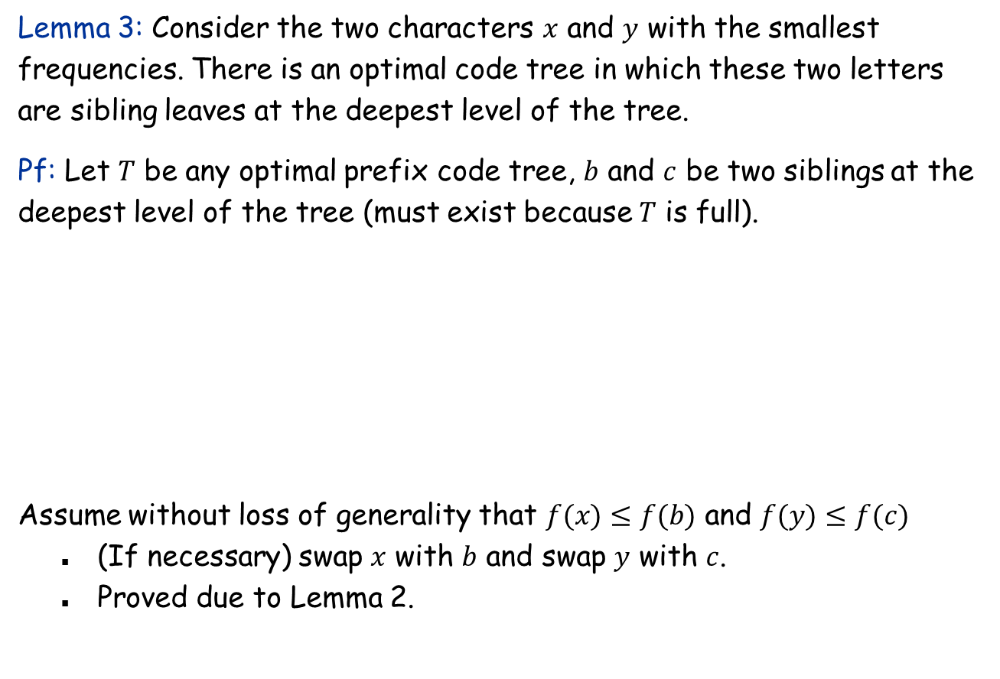 Lemma 3: Consider the two characters x and y with the smallest
frequencies. There is an optimal code tree in which these two letters
are sibling leaves at the deepest level of the tree.
Pf: Let T be any optimal prefix code tree, b and c be two siblings at the
deepest level of the tree (must exist because T is full).
Assume without loss of generality that f(x) ≤ f(b) and f(y) ≤ f(c)
▪ (If necessary) swap x with b and swap y with c.
▪ Proved due to Lemma 2.